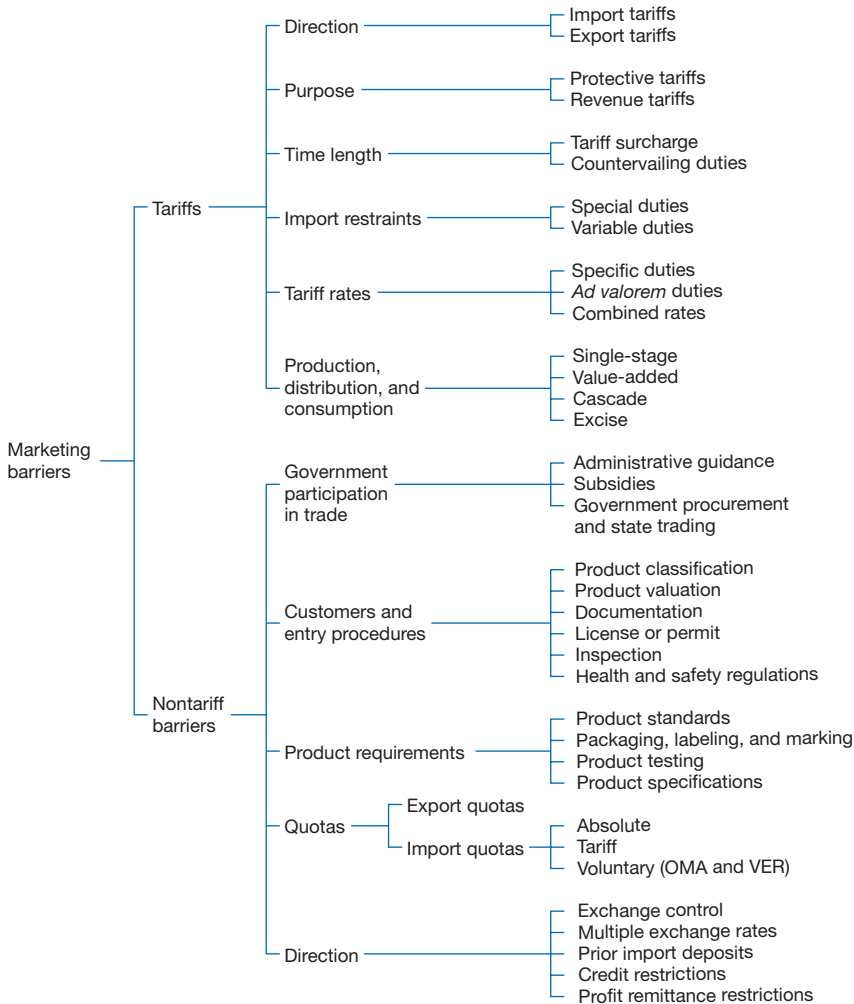 Direction
Import tariffs
Export tariffs
Purpose
Protective tariffs
Revenue tariffs
Time length
Tariff surcharge
Countervailing duties
Tariffs
Import restraints
Special duties
Variable duties
Tariff rates
Specific duties
Ad valorem duties
Combined rates
Production,
distribution, and
consumption
Single-stage
Value-added
Cascade
Excise
Marketing
barriers
Government
participation
in trade
Administrative guidance
Subsidies
Government procurement
and state trading
Customers and
entry procedures
Product classification
Product valuation
Documentation
License or permit
Inspection
Health and safety regulations
Nontariff
barriers
Product requirements
Product standards
Packaging, labeling, and marking
Product testing
Product specifications
Quotas
Export quotas
Import quotas
Absolute
Tariff
Voluntary (OMA and VER)
Direction
Exchange control
Multiple exchange rates
Prior import deposits
Credit restrictions
Profit remittance restrictions